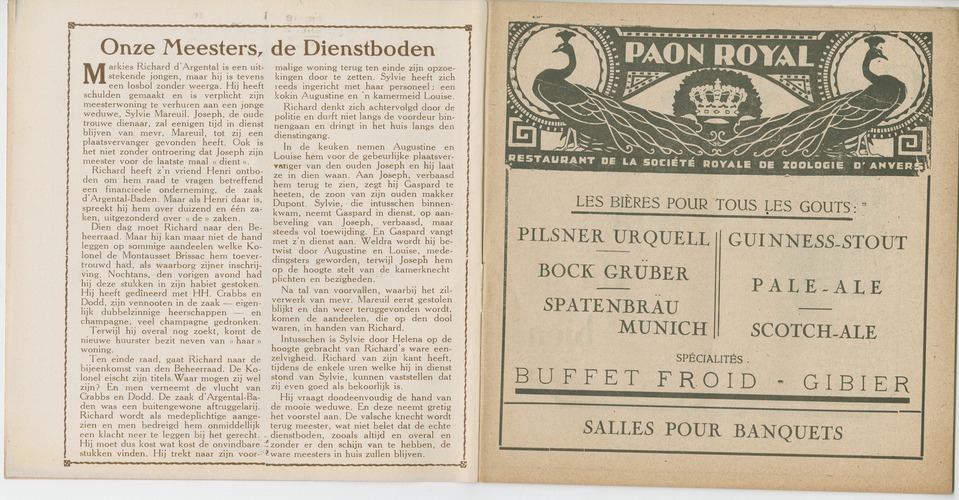 Onze Meesters, de Dienstboden
Markies Richard d'Argental is een uit-
stekende jongen, maar hij is tevens
een losbol zonder weerga. Hij heeft
schulden gemaakt en is verplicht zijn
meesterwoning te verhuren aan een jonge
weduwe, Sylvie Mareuil. Joseph, de oude
trouwe dienaar, zal eenigen tijd in dienst
blijven van mevr. Mareuil, tot zij een
plaatsvervanger gevonden heeft. Ook is
het niet zonder ontroering dat Joseph zijn
meester voor de laatste maal « dient ».
Richard heeft z'n vriend Henri ontbo-
den om hem raad te vragen betreffend
een financieele onderneming, de zaak
d'Argental-Baden. Maar als Henri daar is,
spreekt hij hem over duizend en één za-
ken, uitgezonderd over « de » zaken.
Dien dag moet Richard naar den Be-
heerraad. Maar hij kan maar niet de hand
leggen op sommige aandeelen welke Ko-
lonel de Montausset Brissac hem toever-
trouwd had, als waarborg zijner inschrij-
ving. Nochtans, den vorigen avond had
hij deze stukken in zijn habiet gestoken.
Hij heeft gedineerd met HH. Crabbs en
Dodd, zijn vennooten in de zaak — eigen-
lijk dubbelzinnige heerschappen — en
champagne, veel champagne gedronken.
Terwijl hij overal nog zoekt, komt de
nieuwe huurster bezit neven van « haar »
woning.
Ten einde raad, gaat Richard naar de
bijeenkomst van den Beheerraad. De Ko-
lonel eischt zijn titels. Waar mogen zij wel
zijn? En men verneemt de vlucht van
Crabbs en Dodd. De zaak d'Argental-Ba-
den was een buitengewone aftruggelarij.
Richard wordt als medeplichtige aange-
zien en men bedreigd hem onmiddellijk
een klacht neer te leggen bij het gerecht.
Hij moet dus kost wat kost de onvindbare
stukken vinden. Hij trekt naar zijn voor-
malige woning terug ten einde zijn opzoe-
kingen door te zetten. Sylvie heeft zich
reeds ingericht met haar personeel : een
kokin Augustine en 'n kamermeid Louise.
Richard denkt zich achtervolgd door de
politie en durft niet langs de voordeur bin-
nengaan en dringt in het huis langs den
dienstingang.
In de keuken nemen Augustine en
Louise hem voor de gebeurlijke plaatsver-
vanger van den ouden Joseph en hij laat
ze in dien waan. Aan Joseph, verbaasd
hem terug te zien, zegt hij Gaspard te
heeten, de zoon van zijn ouden makker
Dupont. Sylvie, die intusschen binnen-
kwam, neemt Gaspard in dienst, op aan-
beveling van Joseph, verbaasd, maar
steeds vol toewijding. En Gaspard vangt
met z'n dienst aan. Weldra wordt hij be-
twist door Augustine en Louise, mede-
dingsters geworden, terwijl Joseph hem
op de hoogte stelt van de kamerknecht
plichten en bezigheden.
Na tal van voorvallen, waarbij het zil-
verwerk van mevr. Mareuil eerst gestolen
blijkt en dan weer teruggevonden wordt,
komen de aandeelen, die op den dool
waren, in handen van Richard.
Intusschen is Sylvie door Helena op de
hoogte gebracht van Richard's ware een-
zelvigheid. Richard van zijn kant heeft,
tijdens de enkele uren welke hij in dienst
stond van Sylvie, kunnen vaststellen dat
zij even goed als bekoorlijk is.
Hij vraagt doodeenvoudig de hand van
de mooie weduwe. En deze nemt gretig
het voorstel aan. De valsche knecht wordt
terug meester, wat niet belet dat de echte
dienstboden, zooals altijd en overal en
zonder er den schijn van te hebben, de
ware meesters in huis zullen blijven.
PAON ROYAL
RESTAURANT DE LA SOCIÉTÉ ROYALE DE ZOOLOGIE D'ANVERS
LES BIÈRES POUR TOUS LES GOUTS : "
PILSNER URQUELL
BOCK GRÜBER
SPATENBRÄU
MUNICH
GUINNESS-STOUT
PALE-ALE
SCOTCH-ALE
SPÉCIALITÉS .
BUFFET FROID - GIBIER
SALLES POUR BANQUETS